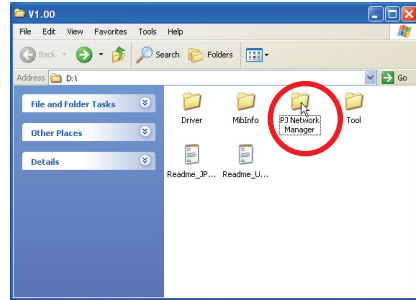 V1.00
File Edit View Favorites Tools Help
Back Search Folders
Address D:\ Go
File and Folder Tasks
Other Places
Details
Driver MibInfo PJ Network Manager Tool
Readme_JP... Readme_U...